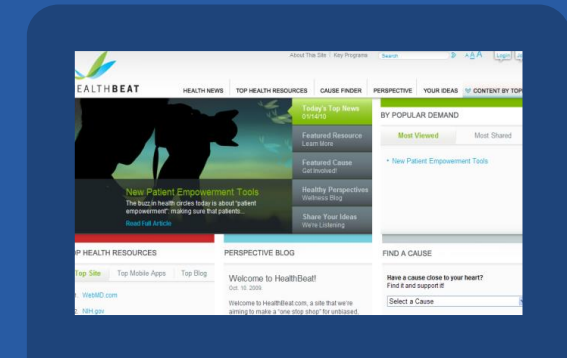 About This Site | Key Programs
Search
A A A
Login
EALTHBEAT
HEALTH NEWS
TOP HEALTH RESOURCES
CAUSE FINDER
PERSPECTIVE
YOUR IDEAS
CONTENT BY TOP
Today's Top News
01/14/10
Featured Resource
Learn More
Featured Cause
Get Involved!
Healthy Perspectives
Wellness Blog
Share Your Ideas
We're Listening
New Patient Empowerment Tools
The buzz in health circles today is about "patient
empowerment": making sure that patients...
Read Full Article
BY POPULAR DEMAND
Most Viewed
Most Shared
• New Patient Empowerment Tools
P HEALTH RESOURCES
Top Site
Top Mobile Apps
Top Blog
WebMD.com
NIH.gov
PERSPECTIVE BLOG
Welcome to HealthBeat!
Oct. 10. 2009
Welcome to HealthBeat.com, a site that we're
aiming to make a "one stop shop" for unbiased,
FIND A CAUSE
Have a cause close to your heart?
Find it and support it!
Select a Cause